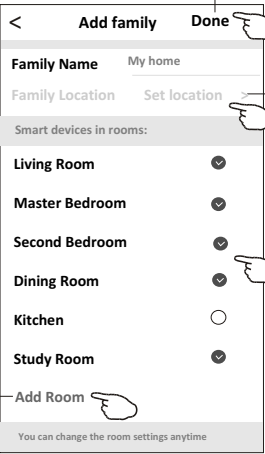 < Add family Done
Family Name My home
Family Location Set location >
Smart devices in rooms:
Living Room
Master Bedroom
Second Bedroom
Dining Room
Kitchen
Study Room
Add Room
You can change the room settings anytime